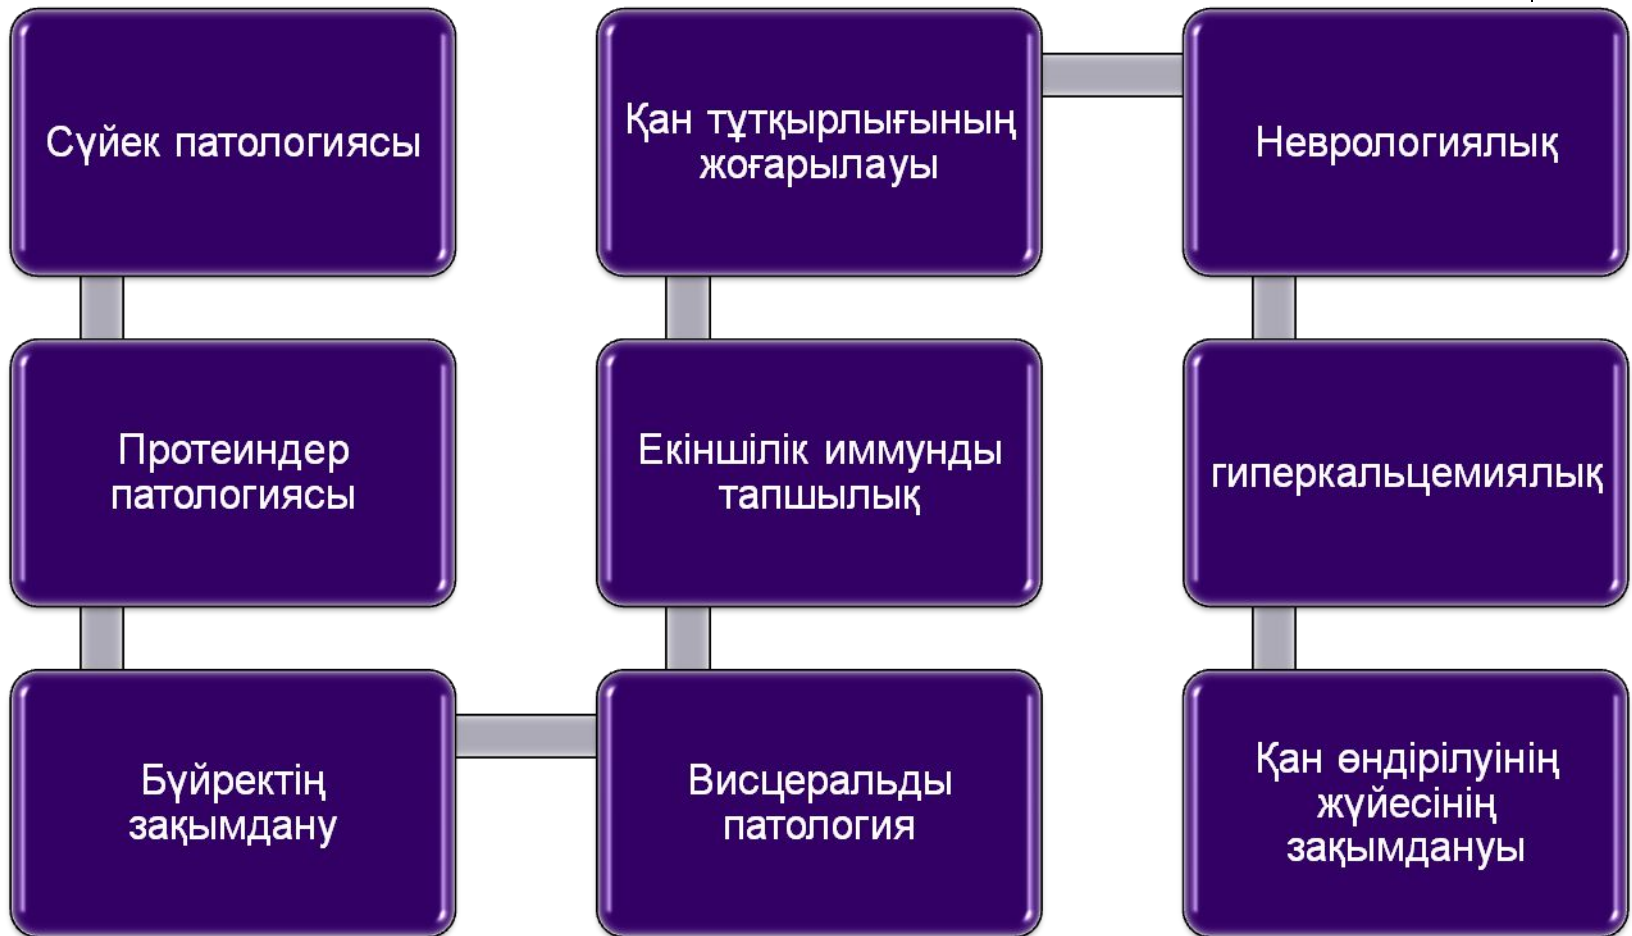 Сүйек патологиясы
Протеиндер
патологиясы
Бүйректің
зақымдану
Висцеральды
патология
Екіншілік иммунды
тапшылық
Қан тұтқырлығының
жоғарылауы
Неврологиялық
гиперкальцемиялық
Қан өндірілуінің
жүйесінің
зақымдануы